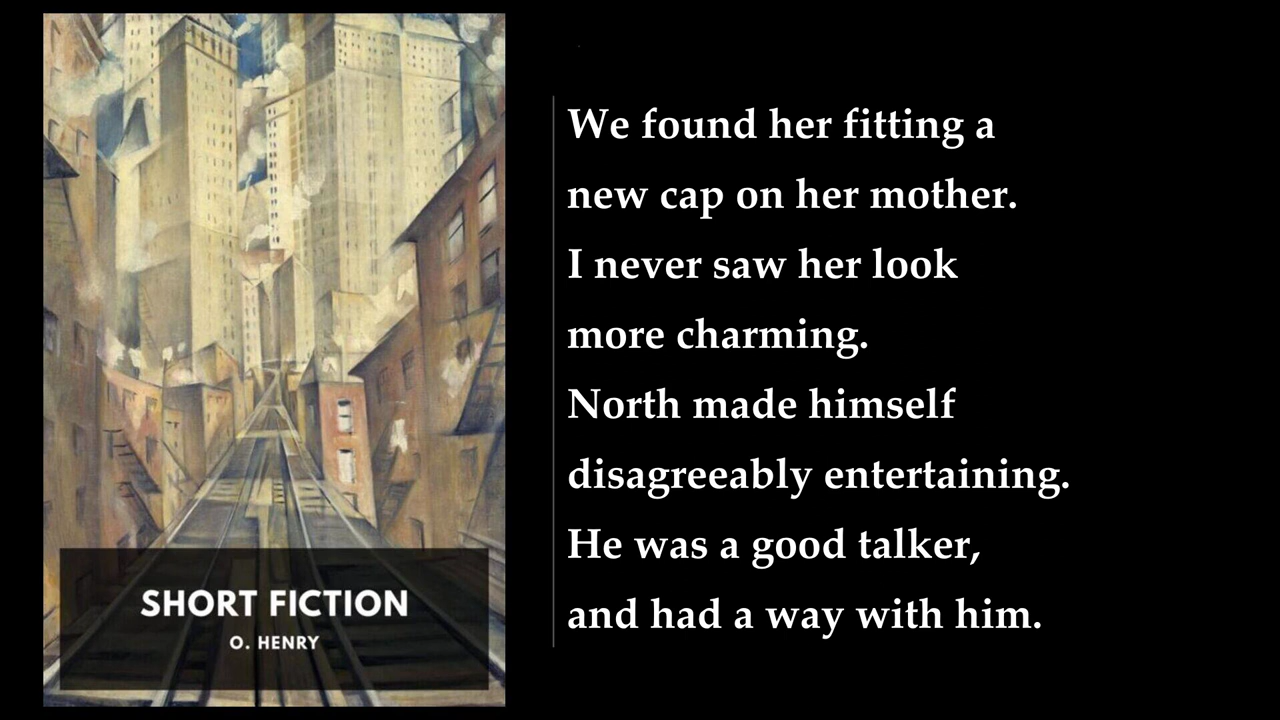 SHORT FICTION
O. HENRY
We found her fitting a
new cap on her mother.
I never saw her look
more charming.
North made himself
disagreeably entertaining.
He was a good talker,
and had a way with him.